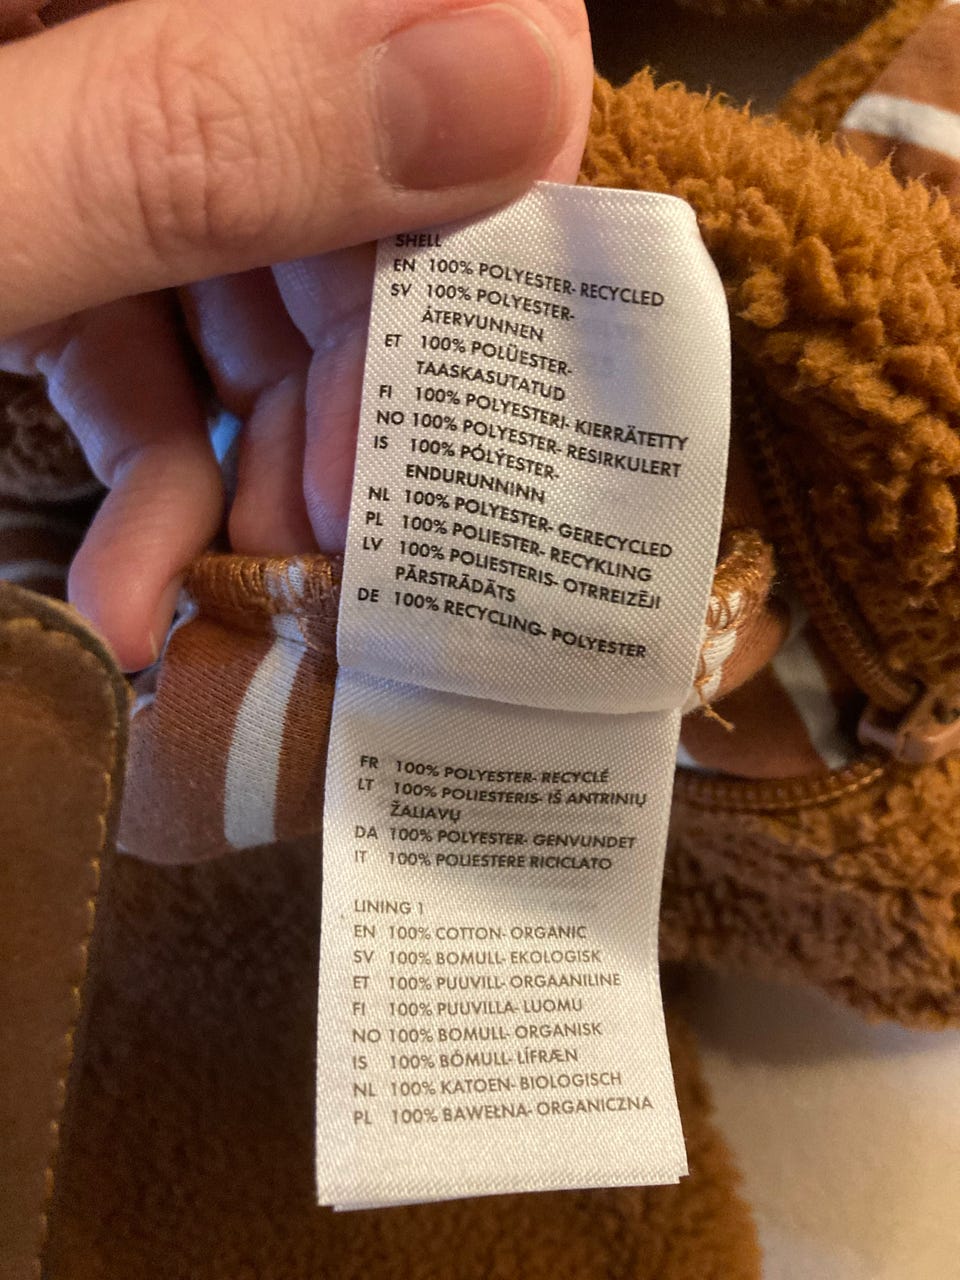 SHELL
EN 100% POLYESTER- RECYCLED
SV 100% POLYESTER-
ÅTERVUNNEN
ET 100% POLÜESTER-
TAASKASUTATUD
FI 100% POLYESTERI- KIERRÄTETTY
NO 100% POLYESTER- RESIRKULERT
IS 100% PÓLÝESTER-
ENDURUNNINN
NL 100% POLYESTER- GERECYCLED
PL 100% POLIESTER- RECYKLING
LV 100% POLIESTERIS- OTRREIZĒJI
PĀRSTRĀDĀTS
DE 100% RECYCLING- POLYESTER
FR 100% POLYESTER- RECYCLÉ
LT 100% POLIESTERIS- IŠ ANTRINIŲ
ŽALIAVŲ
DA 100% POLYESTER- GENVUNDET
IT 100% POLIESTERE RICICLATO
LINING 1
EN 100% COTTON- ORGANIC
SV 100% BOMULL- EKOLOGISK
ET 100% PUUVILL- ORGAANILINE
FI 100% PUUVILLA- LUOMU
NO 100% BOMULL- ORGANISK
IS 100% BÓMULL- LÍFRÆN
NL 100% KATOEN- BIOLOGISCH
PL 100% BAWEŁNA- ORGANICZNA